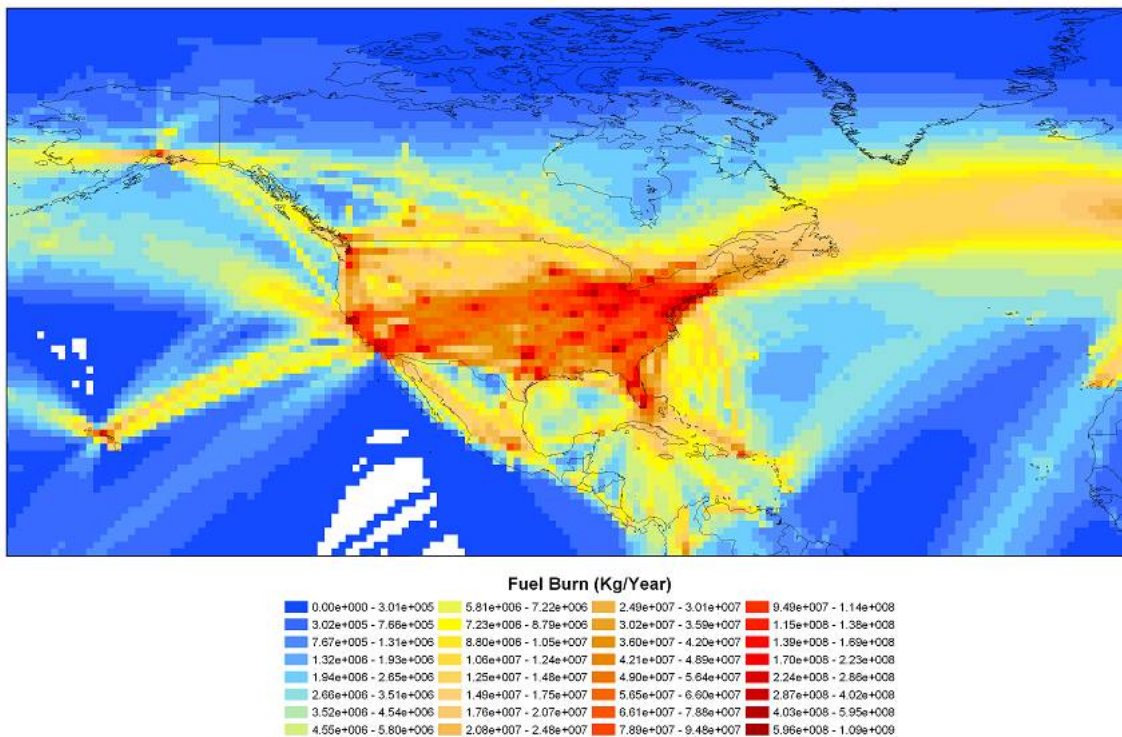 Fuel Burn (Kg/Year)
0.00e+000 - 3.01e+005 5.81e+006 - 7.22e+006 2.49e+007 - 3.01e+007 9.49e+007 - 1.14e+008
3.02e+005 - 7.66e+005 7.23e+006 - 8.79e+006 3.02e+007 - 3.59e+007 1.15e+008 - 1.38e+008
7.67e+005 - 1.31e+006 8.80e+006 - 1.05e+007 3.60e+007 - 4.20e+007 1.39e+008 - 1.69e+008
1.32e+006 - 1.93e+006 1.06e+007 - 1.24e+007 4.21e+007 - 4.89e+007 1.70e+008 - 2.23e+008
1.94e+006 - 2.65e+006 1.25e+007 - 1.48e+007 4.90e+007 - 5.64e+007 2.24e+008 - 2.86e+008
2.66e+006 - 3.51e+006 1.49e+007 - 1.75e+007 5.65e+007 - 6.60e+007 2.87e+008 - 4.02e+008
3.52e+006 - 4.54e+006 1.76e+007 - 2.07e+007 6.61e+007 - 7.88e+007 4.03e+008 - 5.95e+008
4.55e+006 - 5.80e+006 2.08e+007 - 2.48e+007 7.89e+007 - 9.48e+007 5.96e+008 - 1.09e+009